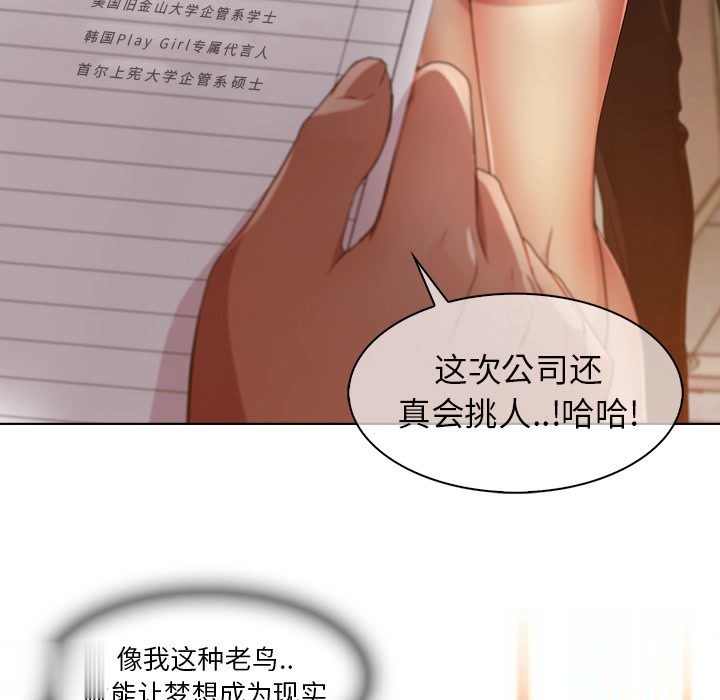 美国旧金山大学企管系学士
韩国Play Girl专属代言人
首尔上宪大学企管系硕士
这次公司还
真会挑人..!哈哈!
像我这种老鸟..
能让梦想成为现实